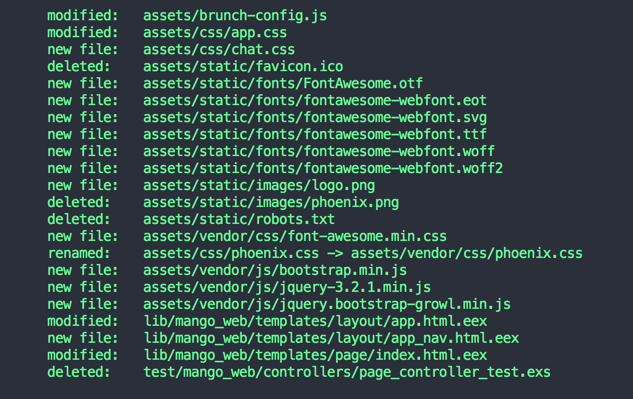 modified:   assets/brunch-config.js
modified:   assets/css/app.css
new file:   assets/css/chat.css
deleted:    assets/static/favicon.ico
new file:   assets/static/fonts/FontAwesome.otf
new file:   assets/static/fonts/fontawesome-webfont.eot
new file:   assets/static/fonts/fontawesome-webfont.svg
new file:   assets/static/fonts/fontawesome-webfont.ttf
new file:   assets/static/fonts/fontawesome-webfont.woff
new file:   assets/static/fonts/fontawesome-webfont.woff2
new file:   assets/static/images/logo.png
deleted:    assets/static/images/phoenix.png
deleted:    assets/static/robots.txt
new file:   assets/vendor/css/font-awesome.min.css
renamed:    assets/css/phoenix.css -> assets/vendor/css/phoenix.css
new file:   assets/vendor/js/bootstrap.min.js
new file:   assets/vendor/js/jquery-3.2.1.min.js
new file:   assets/vendor/js/jquery.bootstrap-growl.min.js
modified:   lib/mango_web/templates/layout/app.html.eex
new file:   lib/mango_web/templates/layout/app_nav.html.eex
modified:   lib/mango_web/templates/page/index.html.eex
deleted:    test/mango_web/controllers/page_controller_test.exs